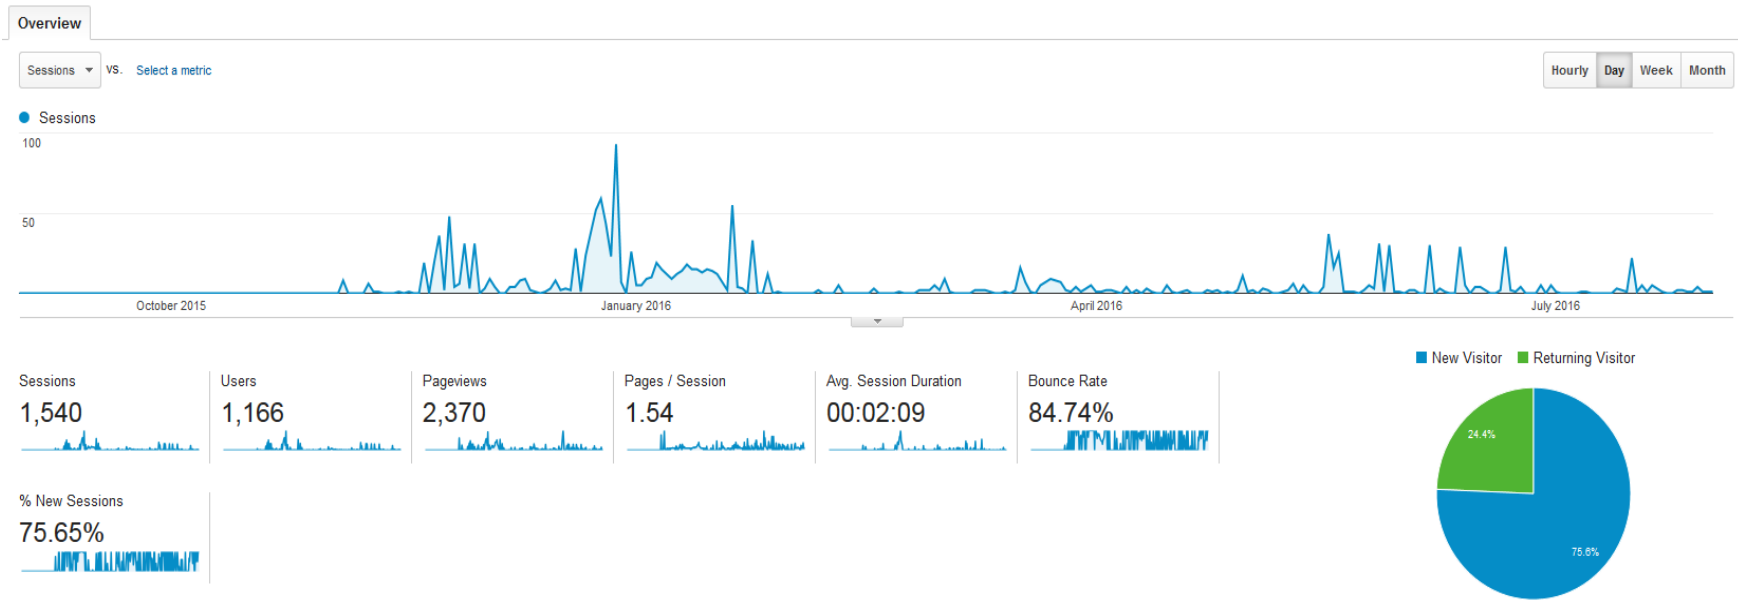 Overview
Sessions vs. Select a metric
Hourly Day Week Month
Sessions
100
50
October 2015 January 2016 April 2016 July 2016
New Visitor Returning Visitor
Sessions Users Pageviews Pages / Session Avg. Session Duration Bounce Rate
1,540 1,166 2,370 1.54 00:02:09 84.74%
24.4%
% New Sessions
75.65%
75.6%